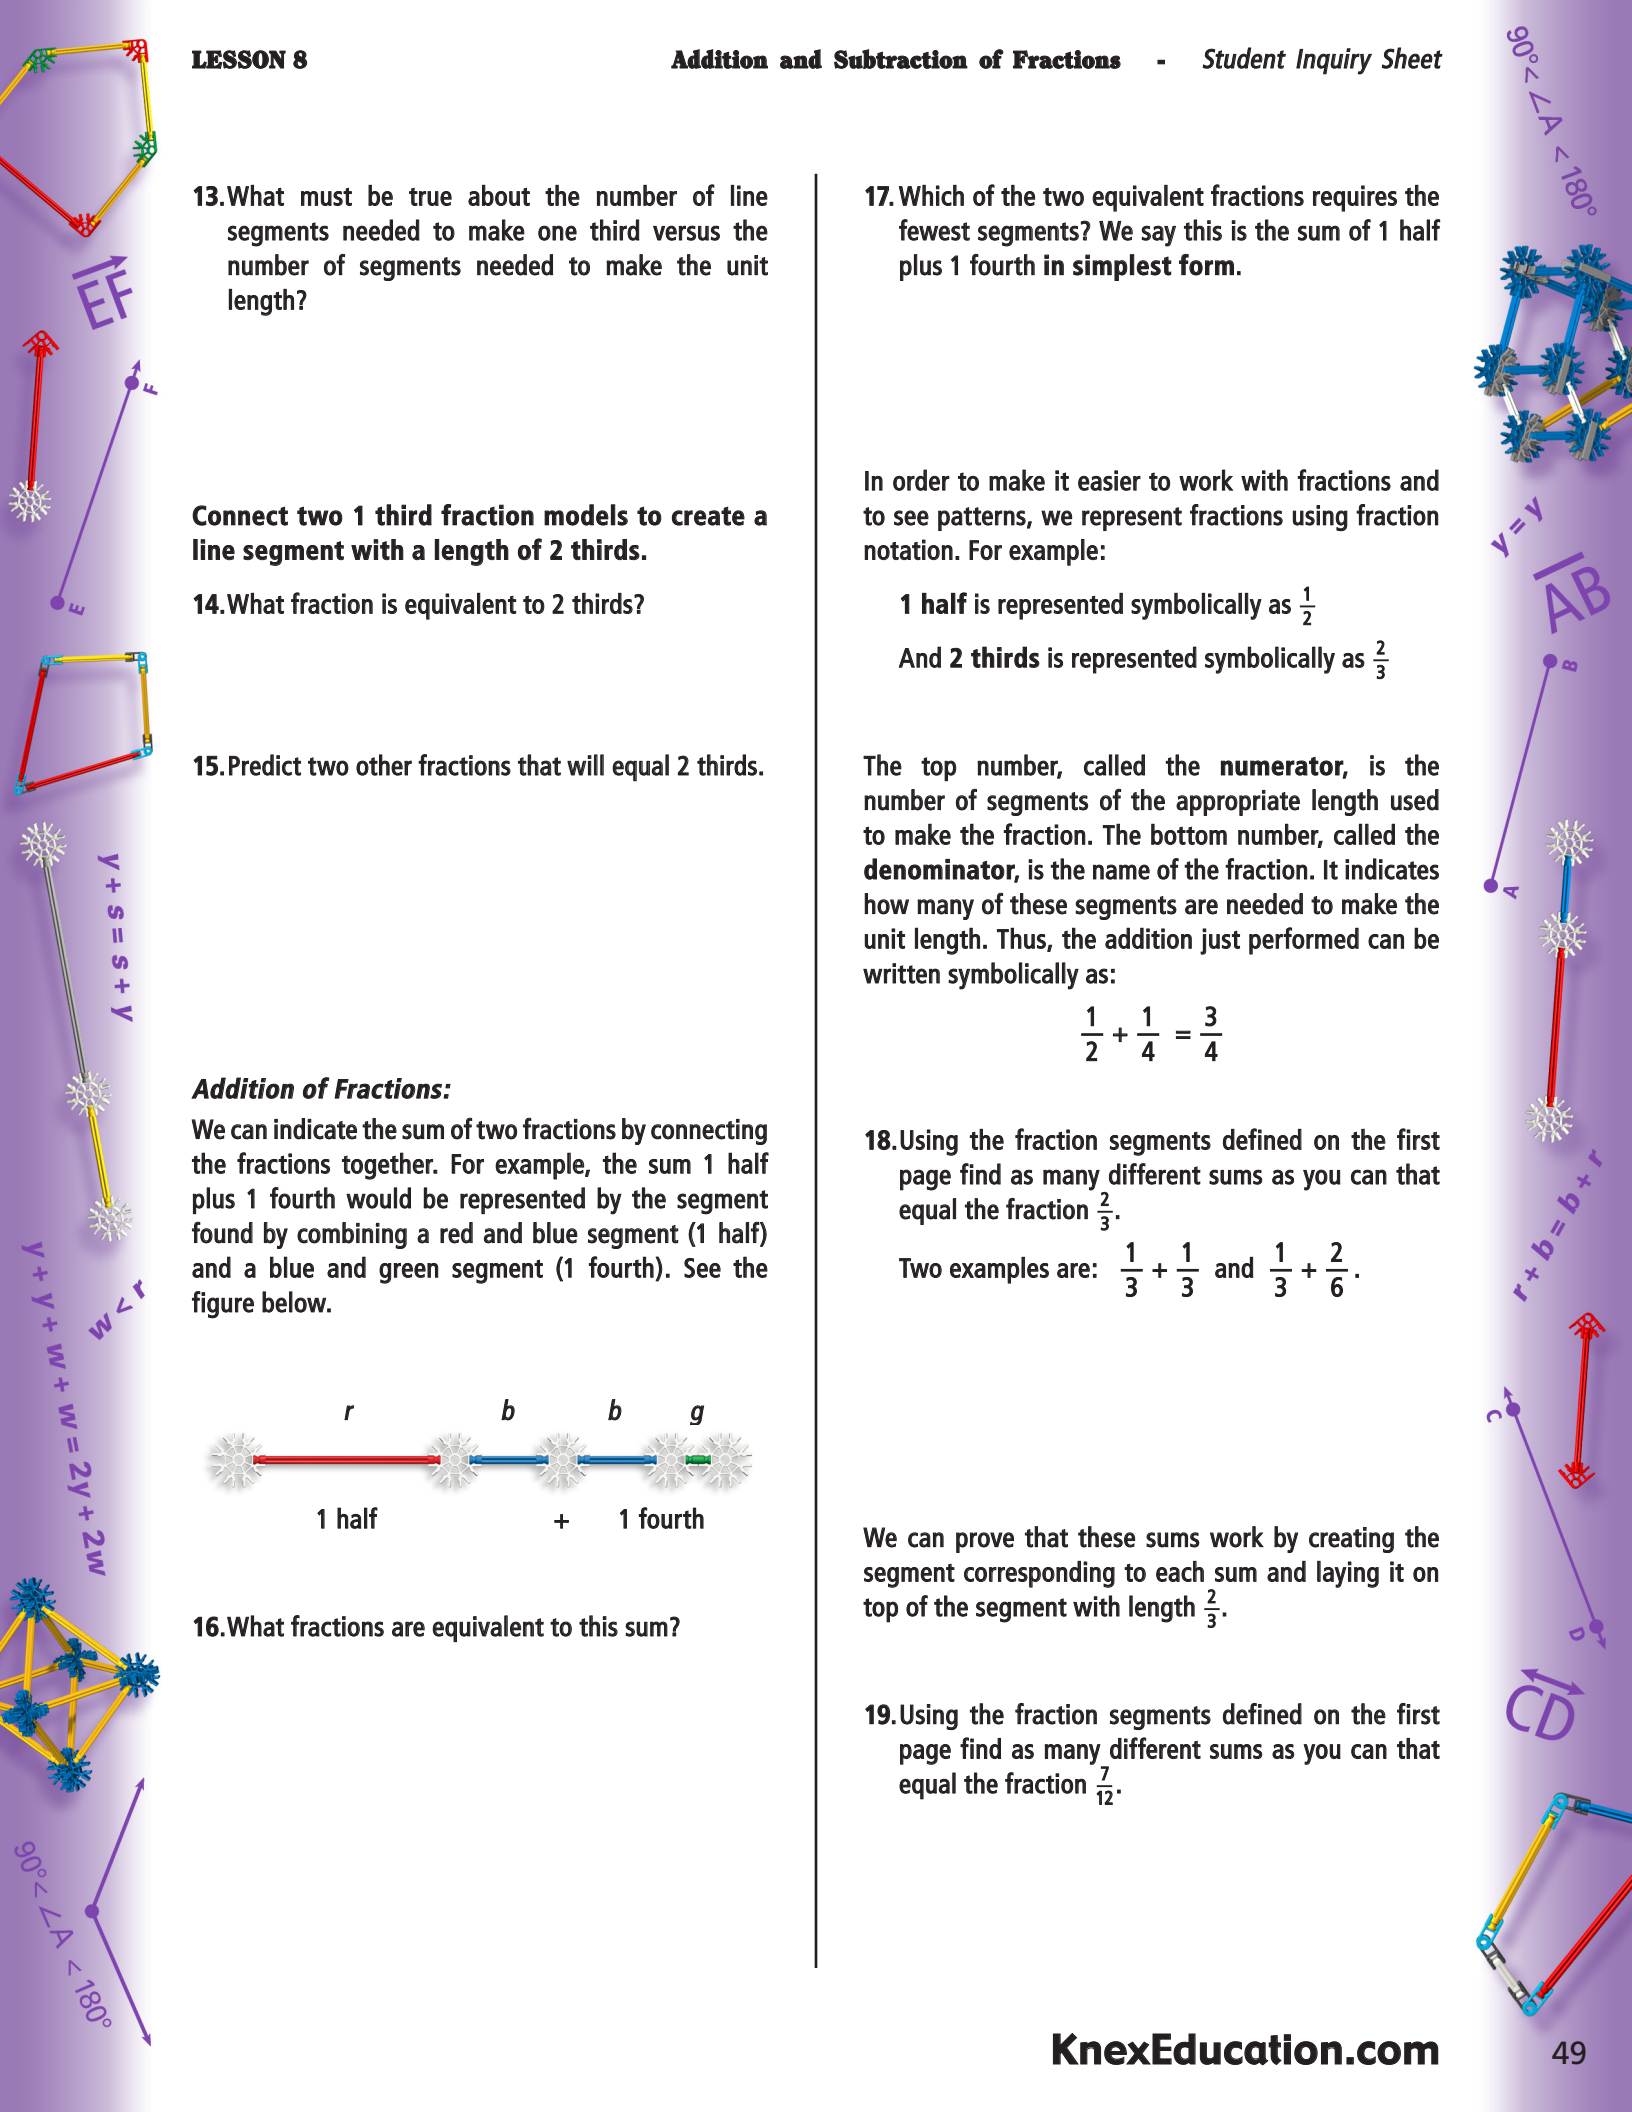 LESSON 8
Addition and Subtraction of Fractions - Student Inquiry Sheet
13. What must be true about the number of line
segments needed to make one third versus the
number of segments needed to make the unit
length?
Connect two 1 third fraction models to create a
line segment with a length of 2 thirds.
14. What fraction is equivalent to 2 thirds?
15. Predict two other fractions that will equal 2 thirds.
Addition of Fractions:
We can indicate the sum of two fractions by connecting
the fractions together. For example, the sum 1 half
plus 1 fourth would be represented by the segment
found by combining a red and blue segment (1 half)
and a blue and green segment (1 fourth). See the
figure below.
r b b g
1 half + 1 fourth
16. What fractions are equivalent to this sum?
17. Which of the two equivalent fractions requires the
fewest segments? We say this is the sum of 1 half
plus 1 fourth in simplest form.
In order to make it easier to work with fractions and
to see patterns, we represent fractions using fraction
notation. For example:
1 half is represented symbolically as 1/2
And 2 thirds is represented symbolically as 2/3
The top number, called the numerator, is the
number of segments of the appropriate length used
to make the fraction. The bottom number, called the
denominator, is the name of the fraction. It indicates
how many of these segments are needed to make the
unit length. Thus, the addition just performed can be
written symbolically as:
1/2 + 1/4 = 3/4
18. Using the fraction segments defined on the first
page find as many different sums as you can that
equal the fraction 2/3.
Two examples are: 1/3 + 1/3 and 1/3 + 2/6.
We can prove that these sums work by creating the
segment corresponding to each sum and laying it on
top of the segment with length 2/3.
19. Using the fraction segments defined on the first
page find as many different sums as you can that
equal the fraction 7/12.
KnexEducation.com
49
EF
F
E
y + s = s + y
y + y + w + w = 2y + 2w
w < r
90° < ∠A < 180°
90° < ∠A < 180°
y = y
AB
B
A
r + b = b + r
C
D
CD